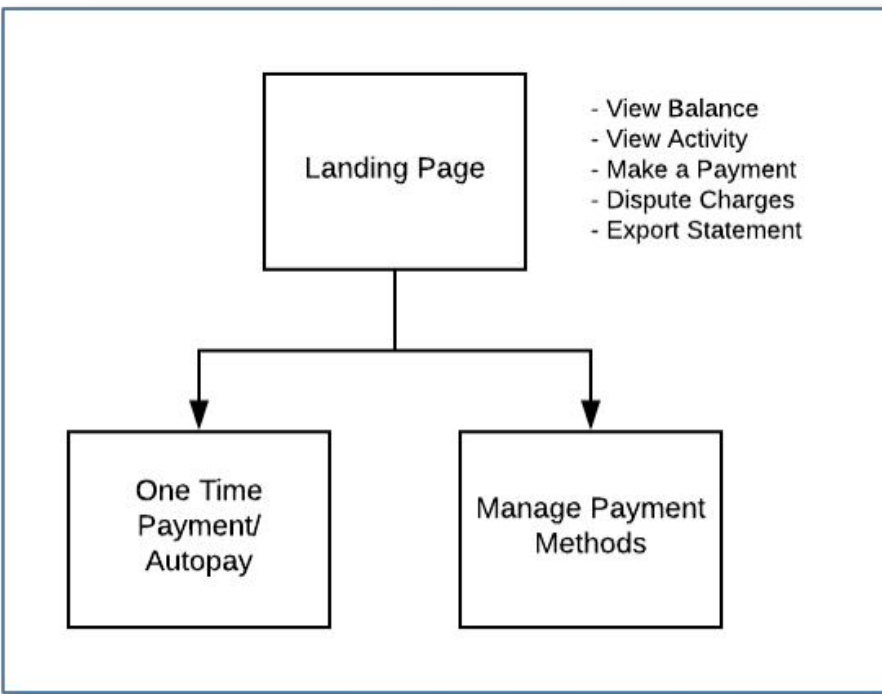 Landing Page
- View Balance
- View Activity
- Make a Payment
- Dispute Charges
- Export Statement
One Time
Payment/
Autopay
Manage Payment
Methods